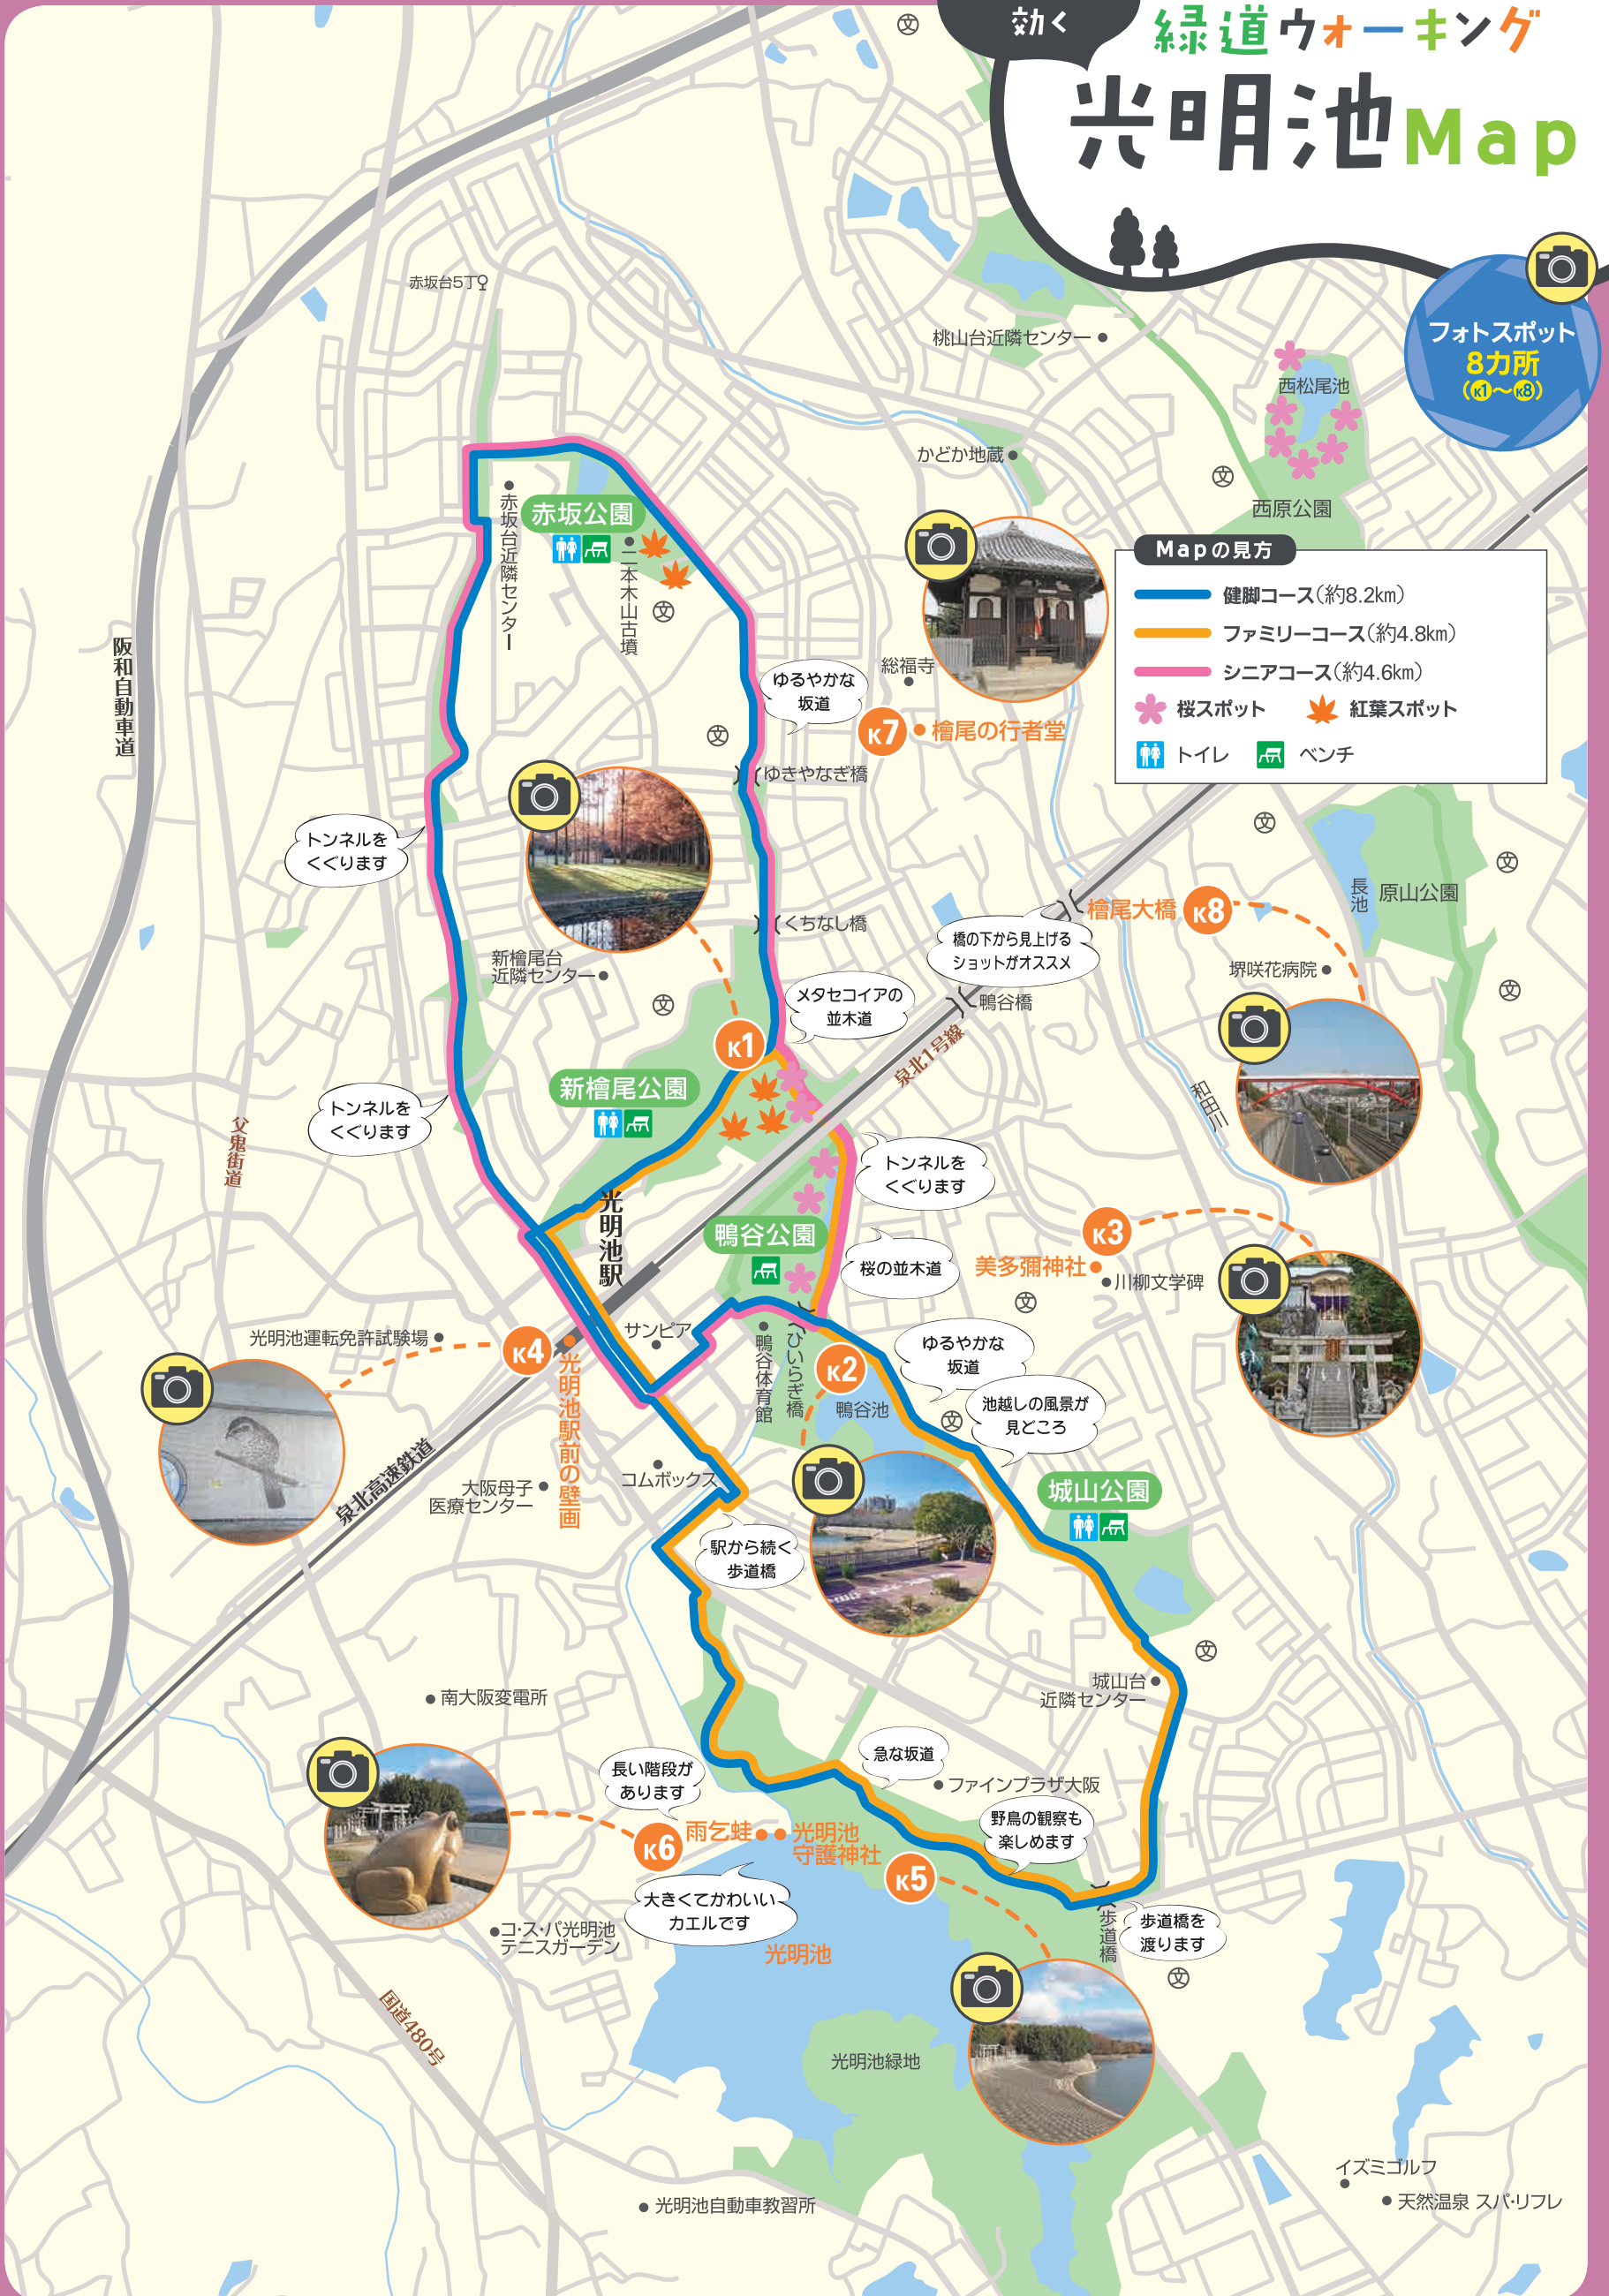 効く
緑道ウォーキング
光明池Map
フォトスポット
8カ所
(K1～K8)
Mapの見方
健脚コース(約8.2km)
ファミリーコース(約4.8km)
シニアコース(約4.6km)
桜スポット
紅葉スポット
トイレ
ベンチ
赤坂台5丁
桃山台近隣センター
西松尾池
かどか地蔵
文
西原公園
赤坂台近隣センター
赤坂公園
二本木山古墳
文
阪和自動車道
総福寺
ゆるやかな
坂道
K7
檜尾の行者堂
文
ゆきやなぎ橋
トンネルを
くぐります
くちなし橋
新檜尾台
近隣センター
文
メタセコイアの
並木道
橋の下から見上げる
ショットがオススメ
檜尾大橋
K8
鴨谷橋
泉北1号線
長池
原山公園
文
文
文
堺咲花病院
和田川
K1
新檜尾公園
トンネルを
くぐります
父鬼街道
光明池駅
トンネルを
くぐります
鴨谷公園
桜の並木道
K3
美多彌神社
川柳文学碑
文
光明池運転免許試験場
K4
光明池駅前の壁画
サンピア
鴨谷体育館
ひいらぎ橋
K2
鴨谷池
ゆるやかな
坂道
池越しの風景が
見どころ
文
泉北高速鉄道
大阪母子
医療センター
コムボックス
駅から続く
歩道橋
城山公園
文
城山台
近隣センター
南大阪変電所
長い階段が
あります
急な坂道
ファインプラザ大阪
野鳥の観察も
楽しめます
K6
雨乞蛙
光明池
守護神社
K5
大きくてかわいい
カエルです
光明池
コ・ス・パ光明池
テニスガーデン
歩道橋
歩道橋を
渡ります
文
国道480号
光明池緑地
光明池自動車教習所
イズミゴルフ
天然温泉 スパ・リフレ
文